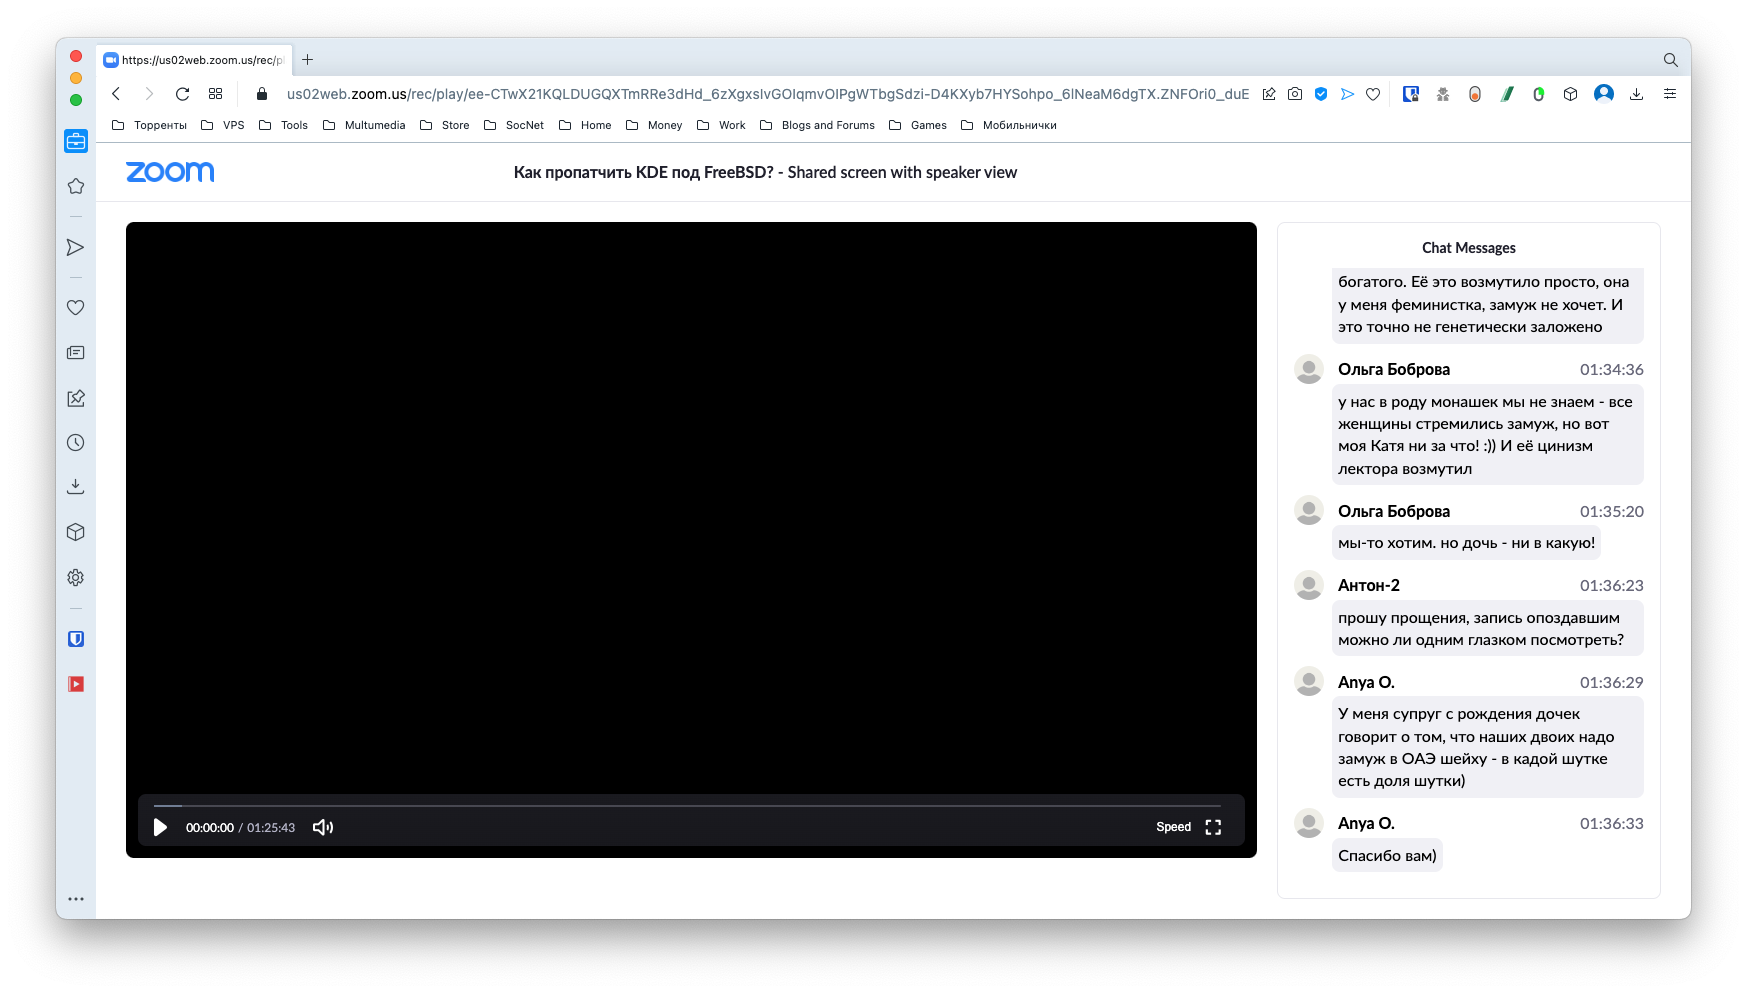 https://us02web.zoom.us/rec/pl
us02web.zoom.us/rec/play/ee-CTwX21KQLDUGQXTmRRe3dHd_6zXgxslvGOlqmvOlPgWTbgSdzi-D4KXyb7HYSohpo_6lNeaM6dgTX.ZNFOri0_duE
Торренты VPS Tools Multumedia Store SocNet Home Money Work Blogs and Forums Games Мобильнички
zoom
Как пропатчить KDE под FreeBSD? - Shared screen with speaker view
00:00:00 / 01:25:43
Speed
Chat Messages
богатого. Её это возмутило просто, она
у меня феминистка, замуж не хочет. И
это точно не генетически заложено
Ольга Боброва 01:34:36
у нас в роду монашек мы не знаем - все
женщины стремились замуж, но вот
моя Катя ни за что! :)) И её цинизм
лектора возмутил
Ольга Боброва 01:35:20
мы-то хотим. но дочь - ни в какую!
Антон-2 01:36:23
прошу прощения, запись опоздавшим
можно ли одним глазком посмотреть?
Anya O. 01:36:29
У меня супруг с рождения дочек
говорит о том, что наших двоих надо
замуж в ОАЭ шейху - в кадой шутке
есть доля шутки)
Anya O. 01:36:33
Спасибо вам)